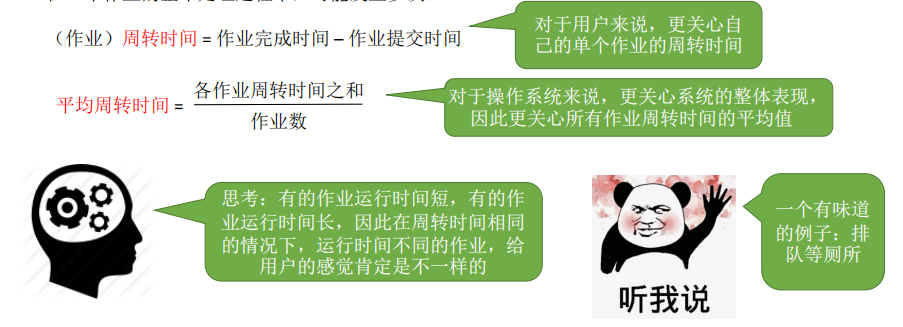 （作业）周转时间 = 作业完成时间 – 作业提交时间
对于用户来说，更关心自
己的单个作业的周转时间
平均周转时间 =
各作业周转时间之和
作业数
对于操作系统来说，更关心系统的整体表现，
因此更关心所有作业周转时间的平均值
思考：有的作业运行时间短，有的作
业运行时间长，因此在周转时间相同
的情况下，运行时间不同的作业，给
用户的感觉肯定是不一样的
听我说
一个有味道
的例子：排
队等厕所